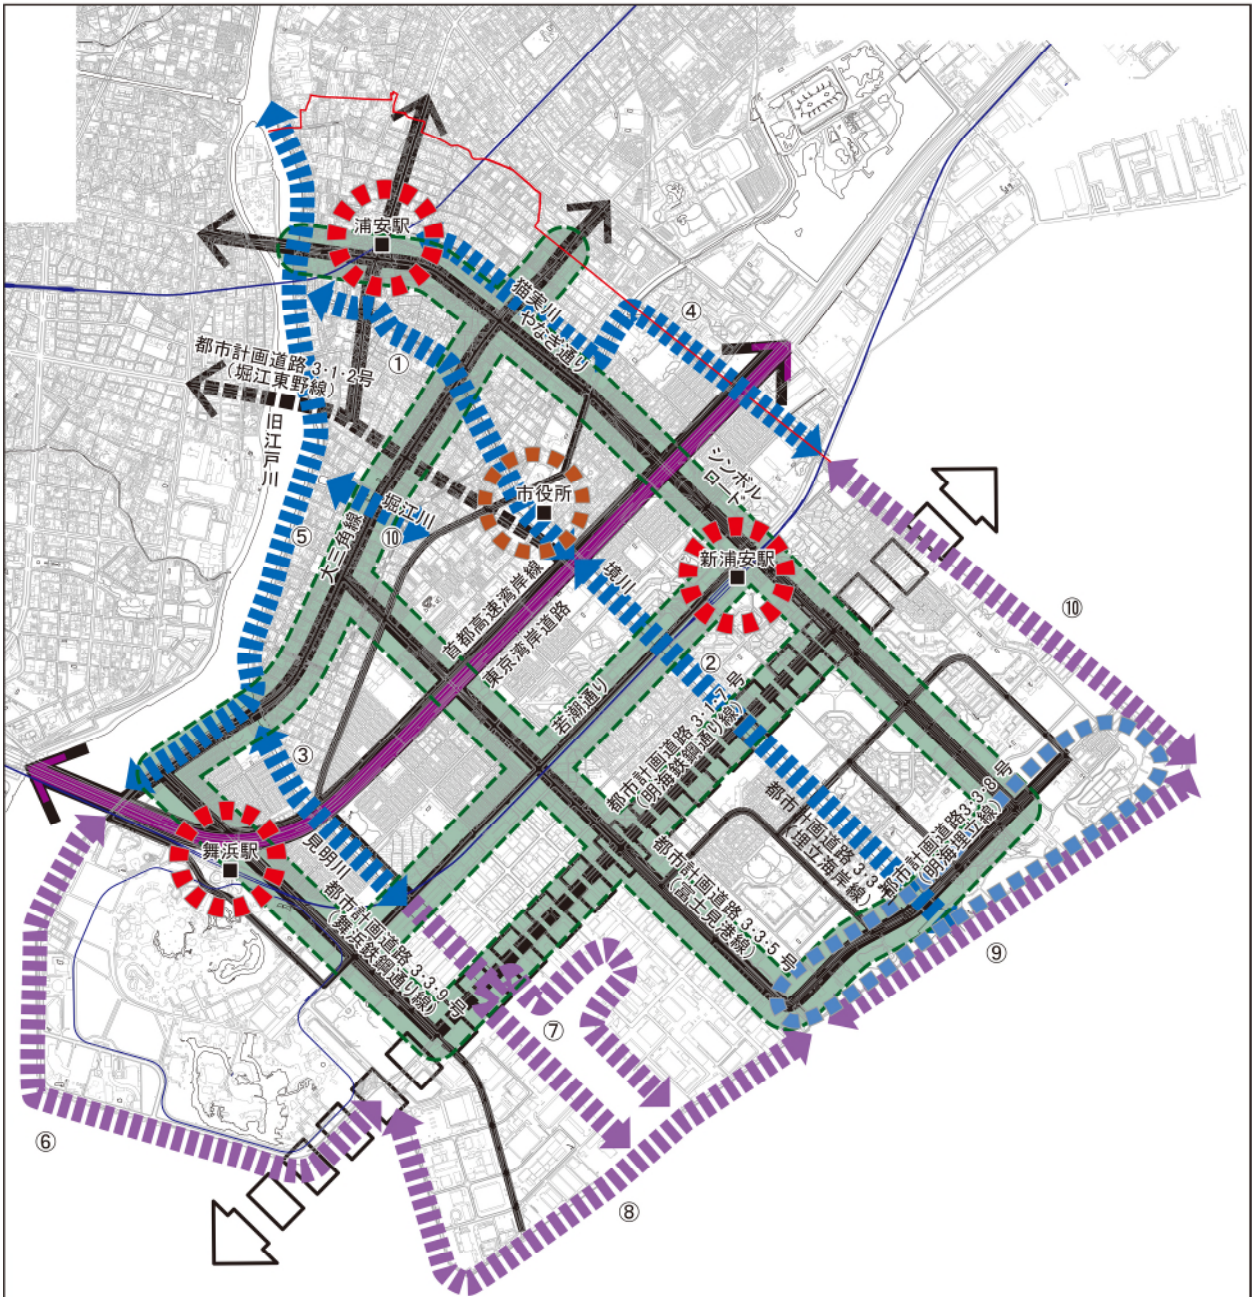 浦安駅
猫実川
やなぎ通り
④
都市計画道路 3・1・2号
(堀江東野線)
①
旧江戸川
シンボル
ロード
市役所
堀江川
⑩
⑤
大三角線
新浦安駅
境川
首都高速湾岸線
東京湾岸道路
⑩
②
若潮通り
都市計画道路 3・1・7 号
(明海鉄鋼通り線)
③
舞浜駅
見明川
都市計画道路 3・3・9 号
(舞浜鉄鋼通り線)
都市計画道路3・3・8 号
(明海埋立線)
都市計画道路 3・3・
(埋立海岸線)
都市計画道路 3・3・5 号
(富士見港線)
⑨
⑦
⑥
⑧